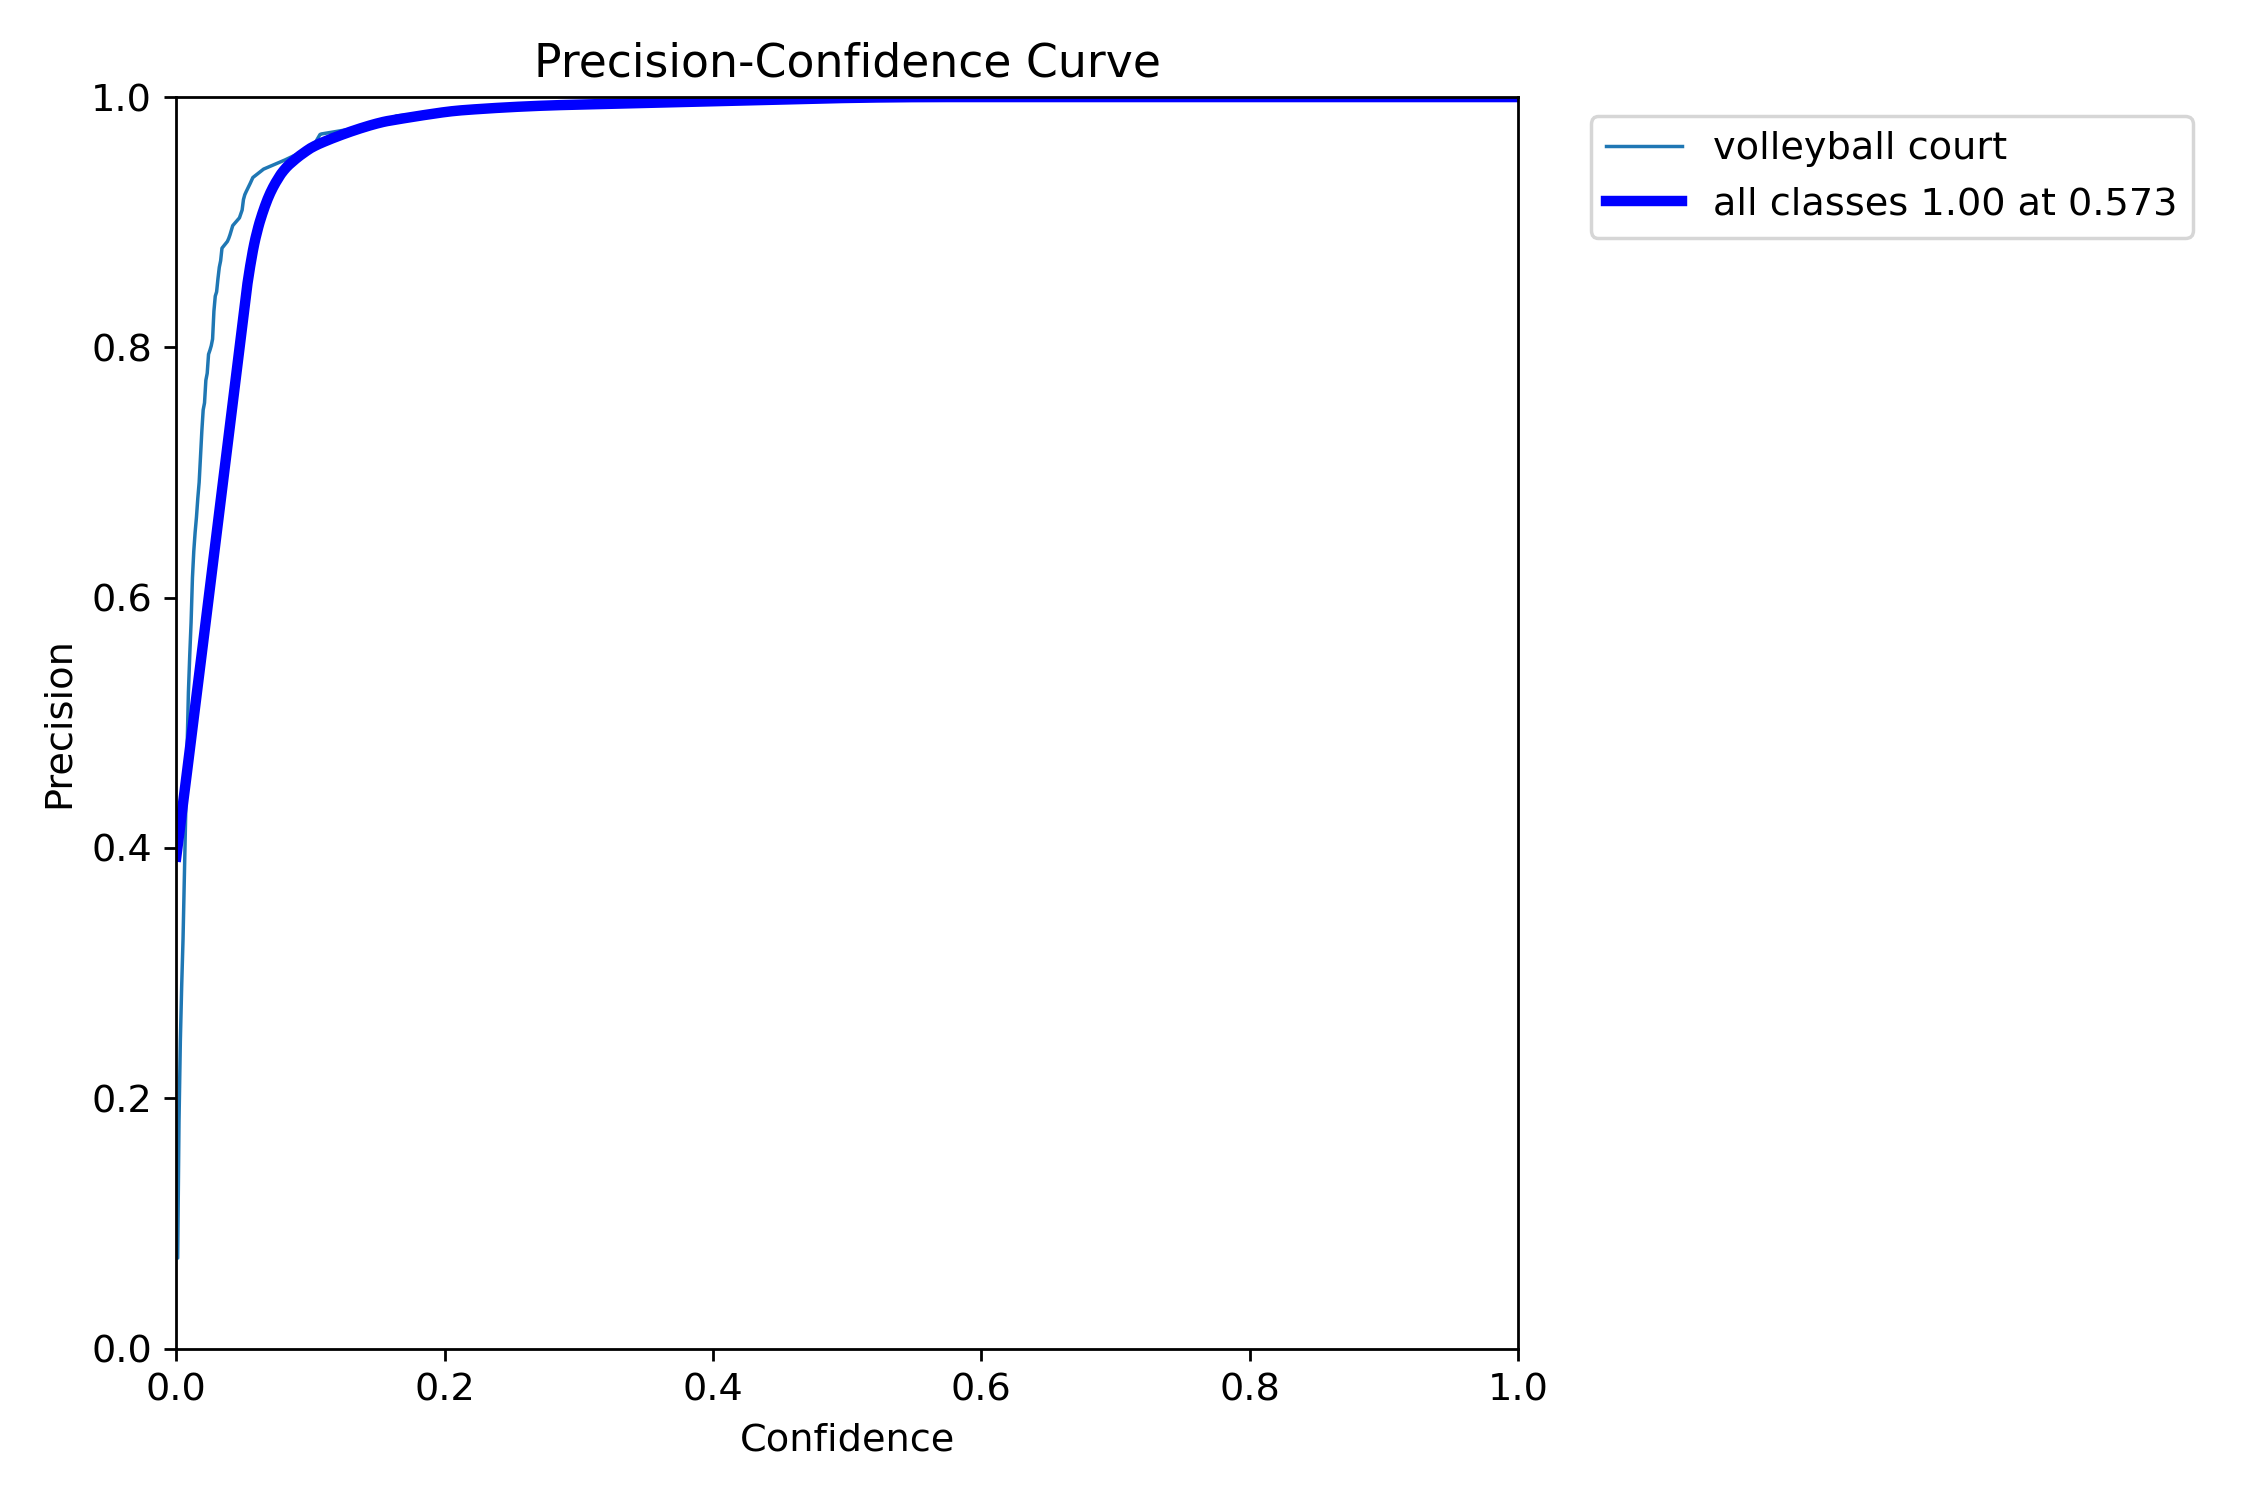 Precision-Confidence Curve
1.0
0.8
0.6
0.4
0.2
0.0
Precision
0.0 0.2 0.4 0.6 0.8 1.0
Confidence
volleyball court
all classes 1.00 at 0.573